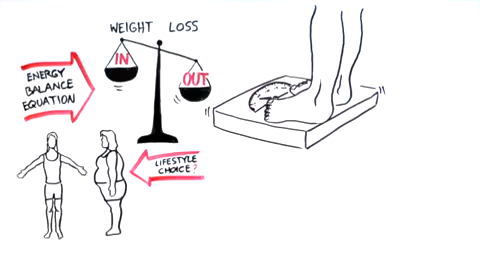 WEIGHT LOSS
IN
OUT
ENERGY
BALANCE
EQUATION
LIFESTYLE
CHOICE?